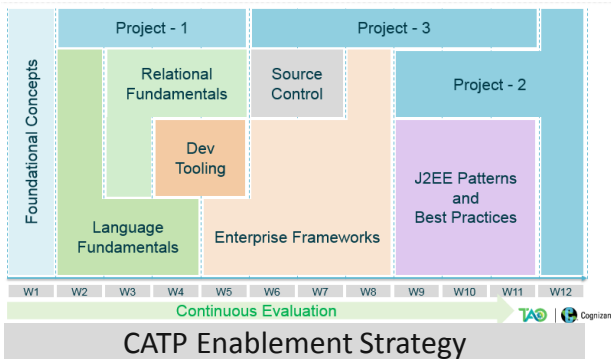 Project - 1
Project - 3
Foundational Concepts
Relational
Fundamentals
Source
Control
Project - 2
Dev
Tooling
J2EE Patterns
and
Best Practices
Language
Fundamentals
Enterprise Frameworks
W1 W2 W3 W4 W5 W6 W7 W8 W9 W10 W11 W12
Continuous Evaluation
TAO Cognizan
CATP Enablement Strategy